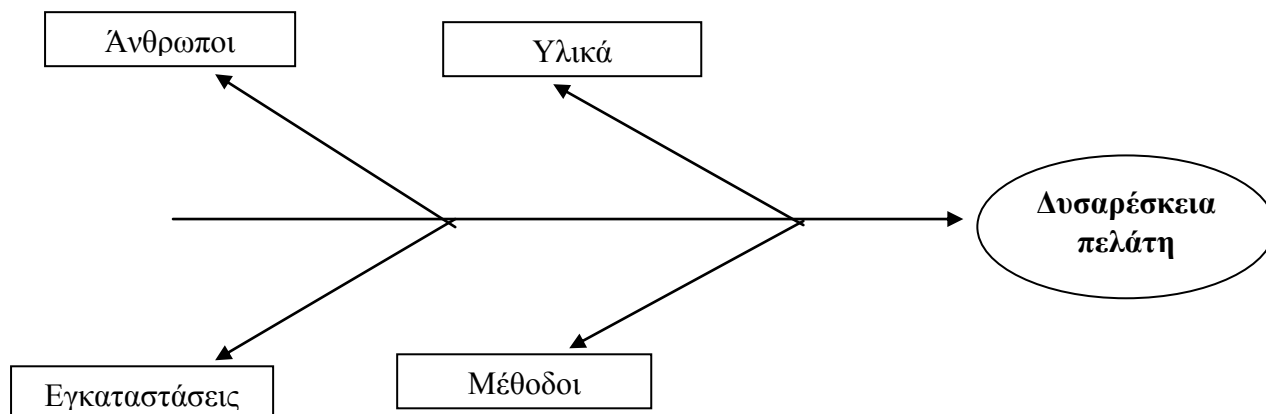 Άνθρωποι
Υλικά
Δυσαρέσκεια
πελάτη
Εγκαταστάσεις
Μέθοδοι